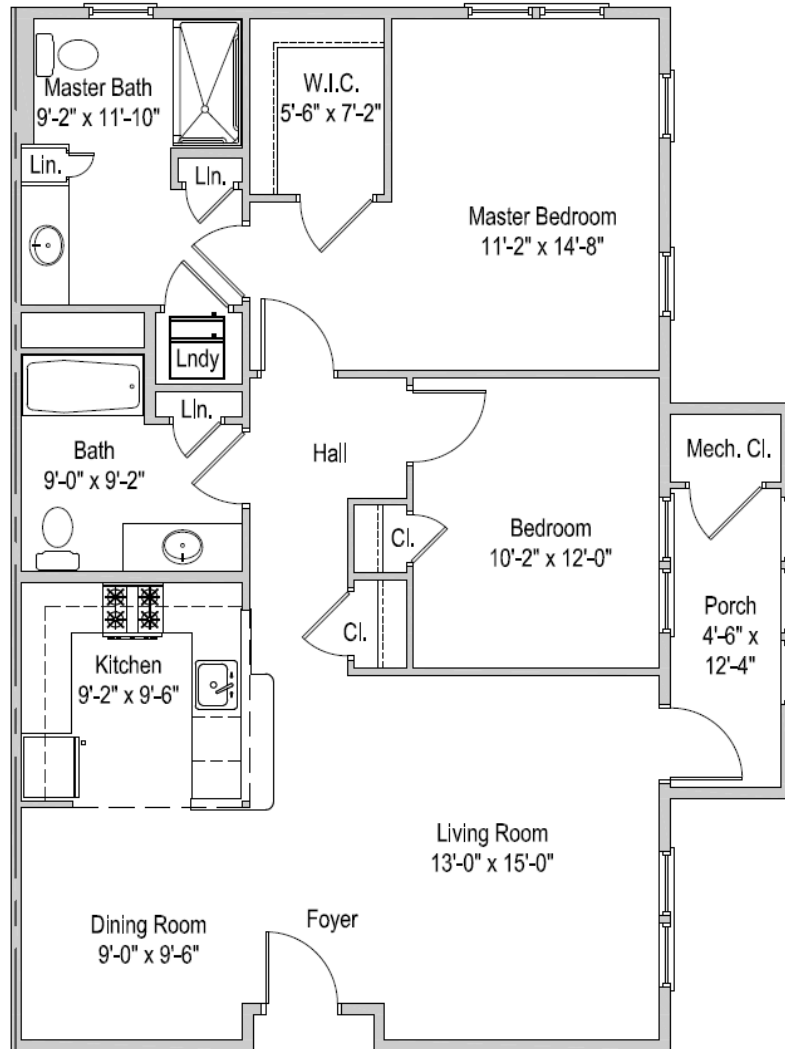 Master Bath
9'-2" x 11'-10"
W.I.C.
5'-6" x 7'-2"
Lin.
LIn.
Master Bedroom
11'-2" x 14'-8"
Lndy
LIn.
Bath
9'-0" x 9'-2"
Hall
Mech. Cl.
Cl.
Bedroom
10'-2" x 12'-0"
Porch
4'-6" x
12'-4"
Cl.
Kitchen
9'-2" x 9'-6"
Living Room
13'-0" x 15'-0"
Dining Room
9'-0" x 9'-6"
Foyer